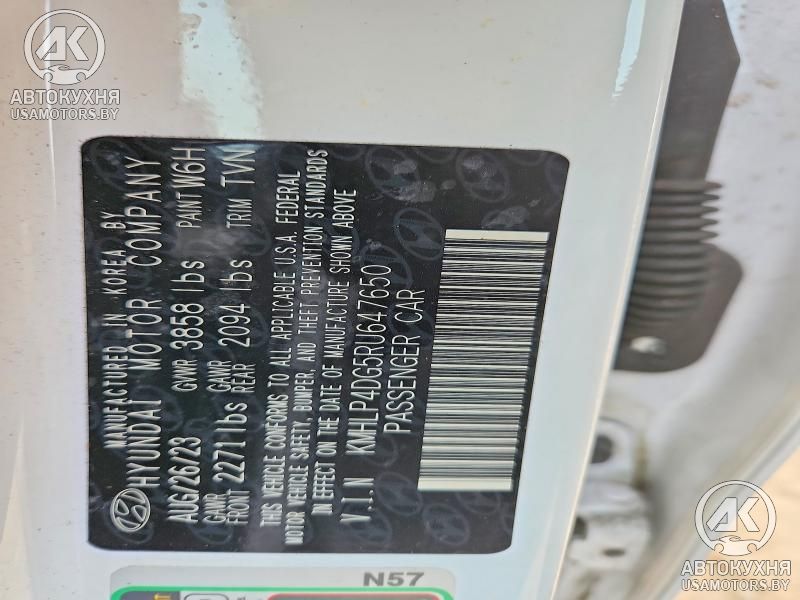 AK
АВТОКУХНЯ
USAMOTORS.BY
MANUFACTURED IN KOREA BY
HYUNDAI MOTOR COMPANY
AUG/26/23 GVWR 3858 lbs PAINT W6H
GAWR FRONT 2271 lbs GAWR REAR 2094 lbs TRIM TVN
THIS VEHICLE CONFORMS TO ALL APPLICABLE U.S.A. FEDERAL
MOTOR VEHICLE SAFETY, BUMPER AND THEFT PREVENTION STANDARDS
IN EFFECT ON THE DATE OF MANUFACTURE SHOWN ABOVE
V.I.N KMHLP4DG5RU647650
PASSENGER CAR
N57
AK
АВТОКУХНЯ
USAMOTORS.BY